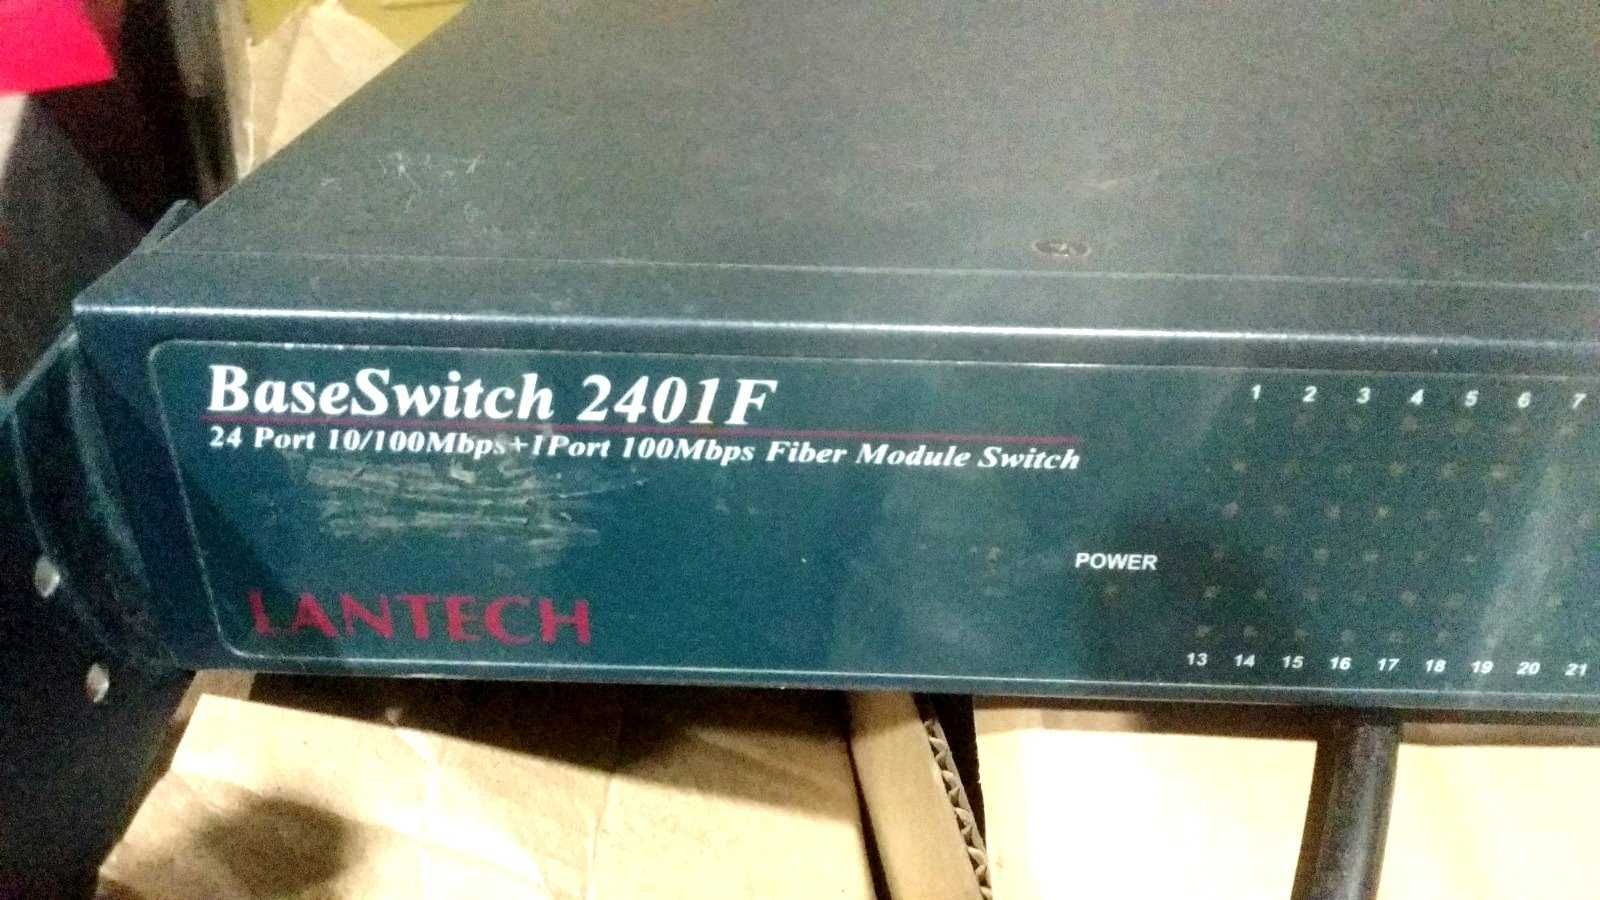 BaseSwitch 2401F
24 Port 10/100Mbps+1Port 100Mbps Fiber Module Switch
1 2 3 4 5 6 7
POWER
LANTECH
13 14 15 16 17 18 19 20 21